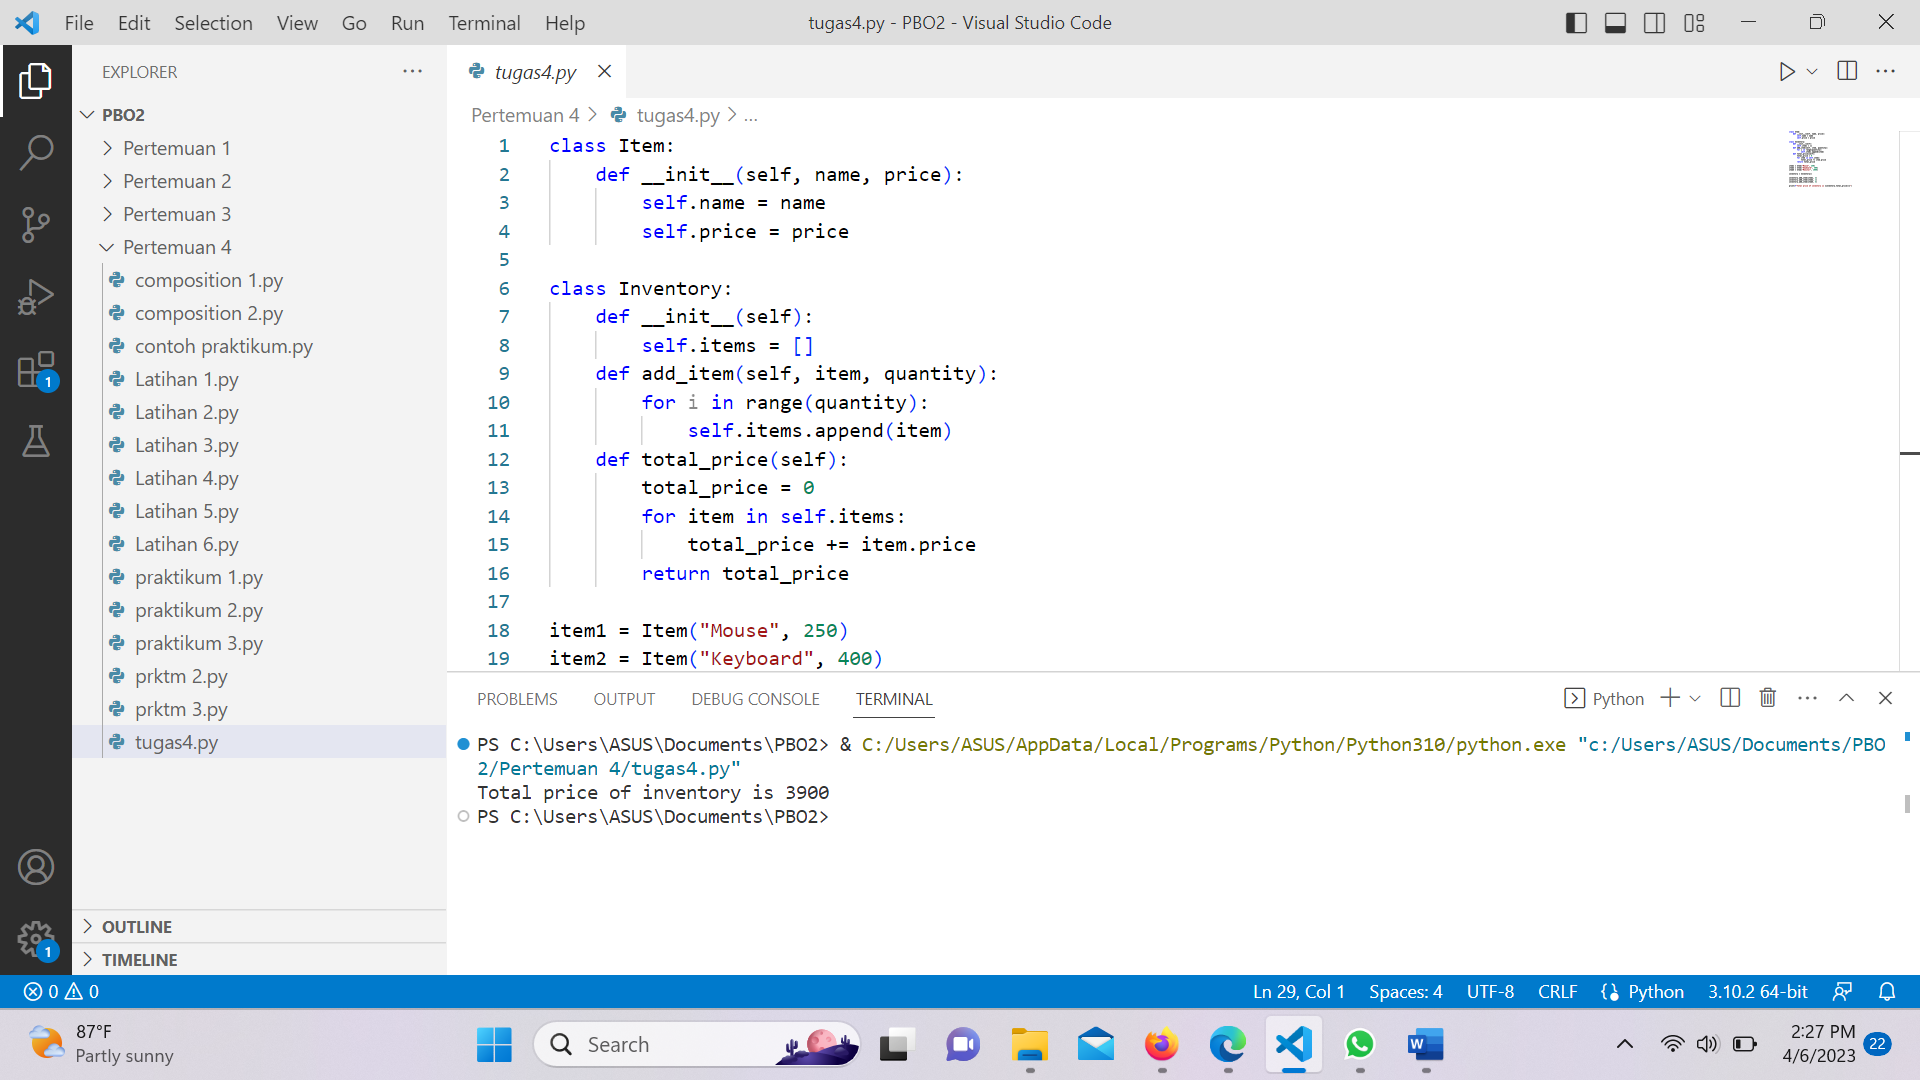 File Edit Selection View Go Run Terminal Help
tugas4.py - PBO2 - Visual Studio Code
EXPLORER
PBO2
Pertemuan 1
Pertemuan 2
Pertemuan 3
Pertemuan 4
composition 1.py
composition 2.py
contoh praktikum.py
Latihan 1.py
Latihan 2.py
Latihan 3.py
Latihan 4.py
Latihan 5.py
Latihan 6.py
praktikum 1.py
praktikum 2.py
praktikum 3.py
prktm 2.py
prktm 3.py
tugas4.py
OUTLINE
TIMELINE
1
1
tugas4.py
Pertemuan 4 > tugas4.py > ...
1 class Item:
2     def __init__(self, name, price):
3         self.name = name
4         self.price = price
5
6 class Inventory:
7     def __init__(self):
8         self.items = []
9     def add_item(self, item, quantity):
10         for i in range(quantity):
11             self.items.append(item)
12     def total_price(self):
13         total_price = 0
14         for item in self.items:
15             total_price += item.price
16         return total_price
17
18 item1 = Item("Mouse", 250)
19 item2 = Item("Keyboard", 400)
PROBLEMS OUTPUT DEBUG CONSOLE TERMINAL
Python
PS C:\Users\ASUS\Documents\PBO2> & C:/Users/ASUS/AppData/Local/Programs/Python/Python310/python.exe "c:/Users/ASUS/Documents/PBO
2/Pertemuan 4/tugas4.py"
Total price of inventory is 3900
PS C:\Users\ASUS\Documents\PBO2>
0 0
Ln 29, Col 1 Spaces: 4 UTF-8 CRLF Python 3.10.2 64-bit
87°F
Partly sunny
Search
2:27 PM
4/6/2023
22